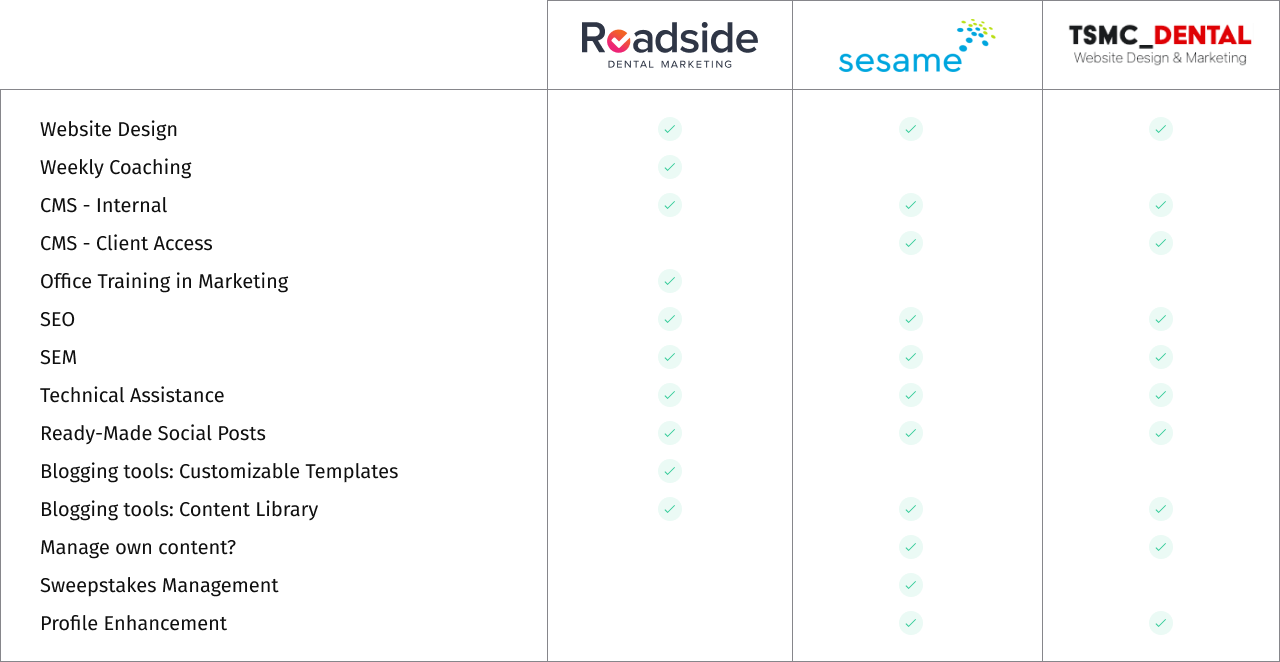 Roadside
DENTAL MARKETING
sesame
TSMC_DENTAL
Website Design & Marketing
Website Design
Weekly Coaching
CMS - Internal
CMS - Client Access
Office Training in Marketing
SEO
SEM
Technical Assistance
Ready-Made Social Posts
Blogging tools: Customizable Templates
Blogging tools: Content Library
Manage own content?
Sweepstakes Management
Profile Enhancement